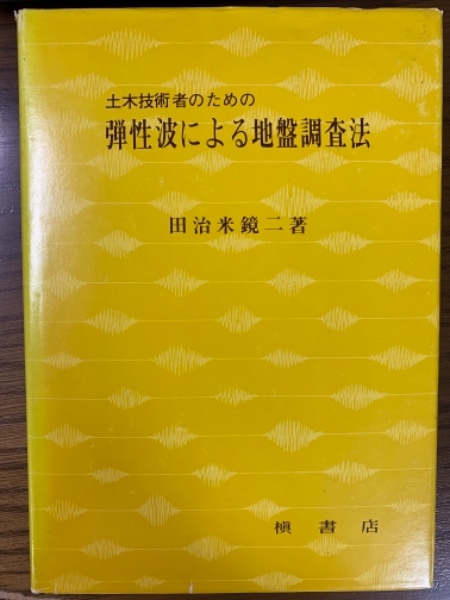 土木技術者のための
弾性波による地盤調査法
田治米鏡二著
槇書店